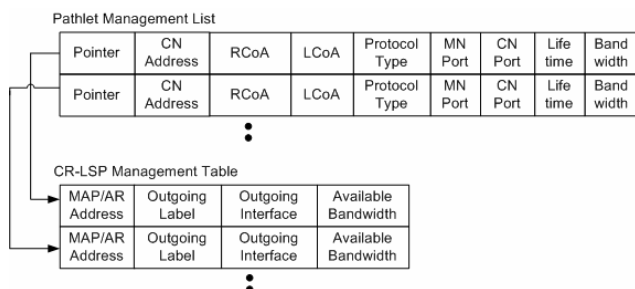 Pathlet Management List
Pointer CN Address RCoA LCoA Protocol Type MN Port CN Port Life time Band width
Pointer CN Address RCoA LCoA Protocol Type MN Port CN Port Life time Band width
CR-LSP Management Table
MAP/AR Address Outgoing Label Outgoing Interface Available Bandwidth
MAP/AR Address Outgoing Label Outgoing Interface Available Bandwidth